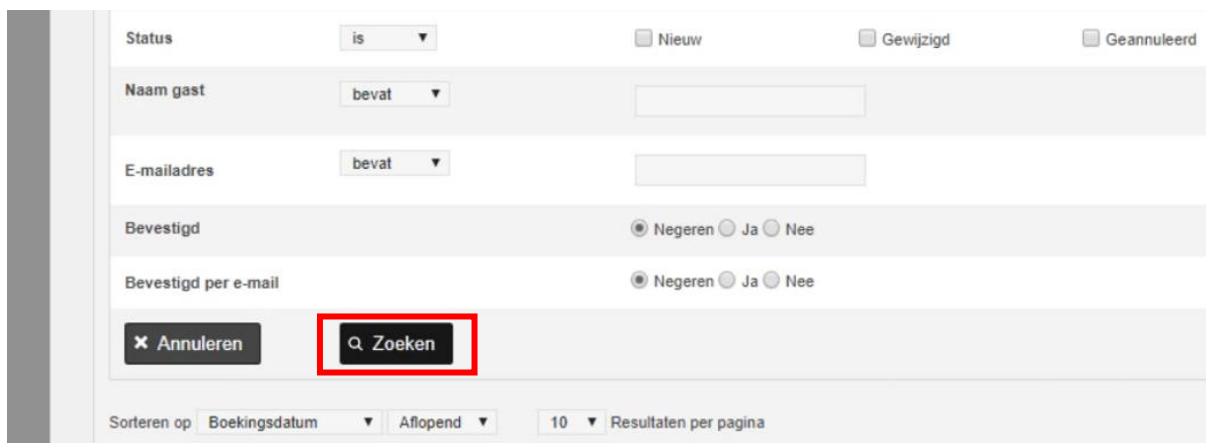 Status is Nieuw Gewijzigd Geannuleerd
Naam gast bevat
E-mailadres bevat
Bevestigd Negeren Ja Nee
Bevestigd per e-mail Negeren Ja Nee
Annuleren Zoeken
Sorteren op Boekingsdatum Aflopend 10 Resultaten per pagina